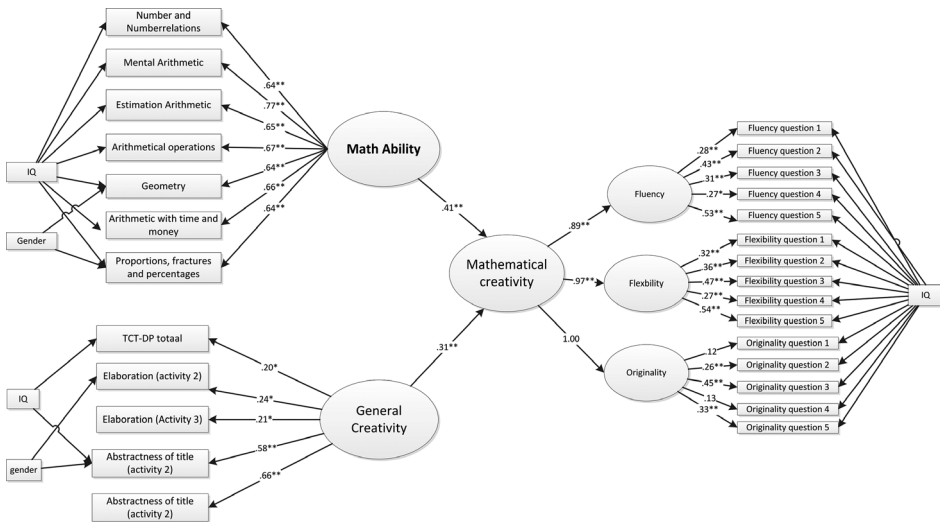 Number and
Numberrelations
Mental Arithmetic
Estimation Arithmetic
Arithmetical operations
Geometry
Arithmetic with time and
money
Proportions, fractures
and percentages
IQ
Gender
.64**
.77**
.65**
.67**
.64**
.66**
.64**
Math Ability
.41**
TCT-DP totaal
Elaboration (activity 2)
Elaboration (Activity 3)
Abstractness of title
(activity 2)
Abstractness of title
(activity 2)
IQ
gender
.20*
.24*
.21*
.58**
.66**
General
Creativity
.31**
Mathematical
creativity
.89**
.97**
1.00
Fluency
.28**
.43**
.31**
.27*
.53**
Fluency question 1
Fluency question 2
Fluency question 3
Fluency question 4
Fluency question 5
Flexbility
.32**
.36**
.47**
.27**
.54**
Flexibility question 1
Flexibility question 2
Flexibility question 3
Flexibility question 4
Flexibility question 5
Originality
.12
.26**
.45**
.13
.33**
Originality question 1
Originality question 2
Originality question 3
Originality question 4
Originality question 5
IQ